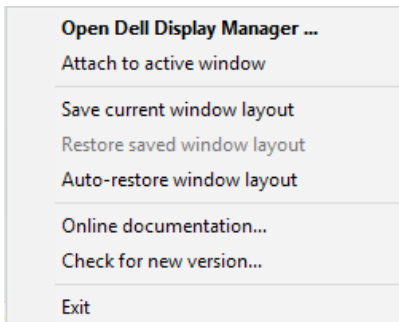 Open Dell Display Manager ...
Attach to active window
Save current window layout
Restore saved window layout
Auto-restore window layout
Online documentation...
Check for new version...
Exit